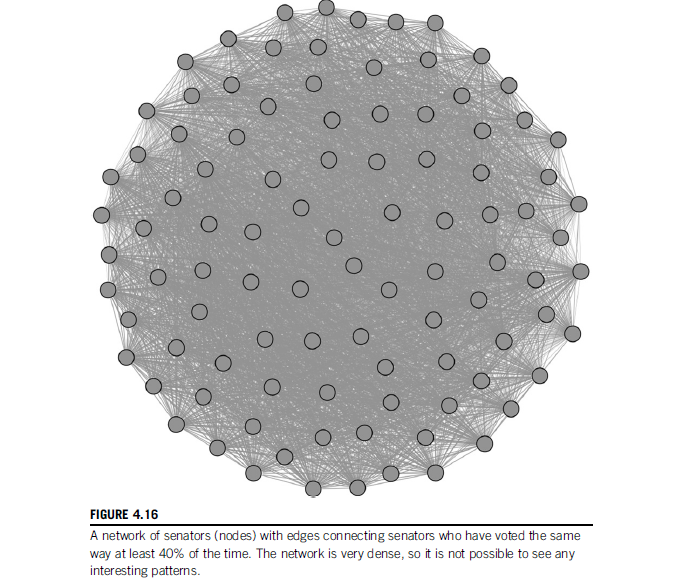 FIGURE 4.16
A network of senators (nodes) with edges connecting senators who have voted the same
way at least 40% of the time. The network is very dense, so it is not possible to see any
interesting patterns.